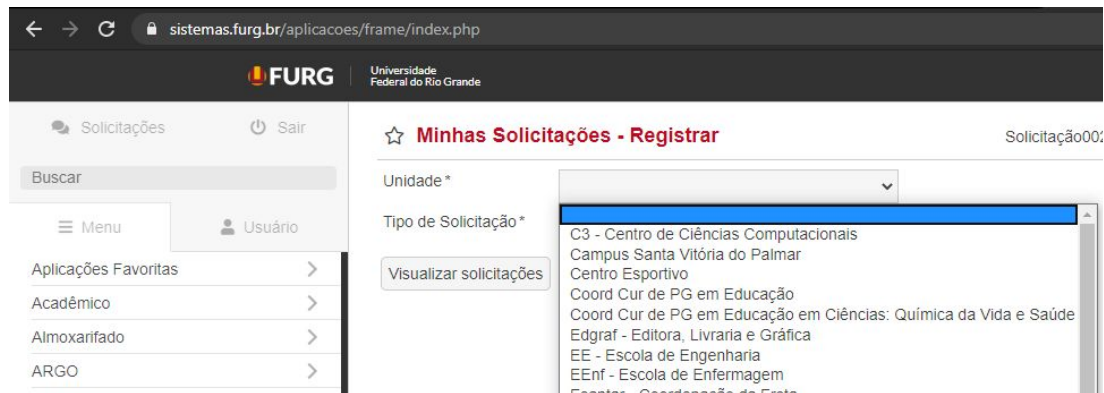 sistemas.furg.br/aplicacoes/frame/index.php
FURG
Universidade
Federal do Rio Grande
Solicitações
Sair
Buscar
Menu
Usuário
Aplicações Favoritas
Acadêmico
Almoxarifado
ARGO
Minhas Solicitações - Registrar
Solicitação002
Unidade *
Tipo de Solicitação *
Visualizar solicitações
C3 - Centro de Ciências Computacionais
Campus Santa Vitória do Palmar
Centro Esportivo
Coord Cur de PG em Educação
Coord Cur de PG em Educação em Ciências: Química da Vida e Saúde
Edgraf - Editora, Livraria e Gráfica
EE - Escola de Engenharia
EEnf - Escola de Enfermagem